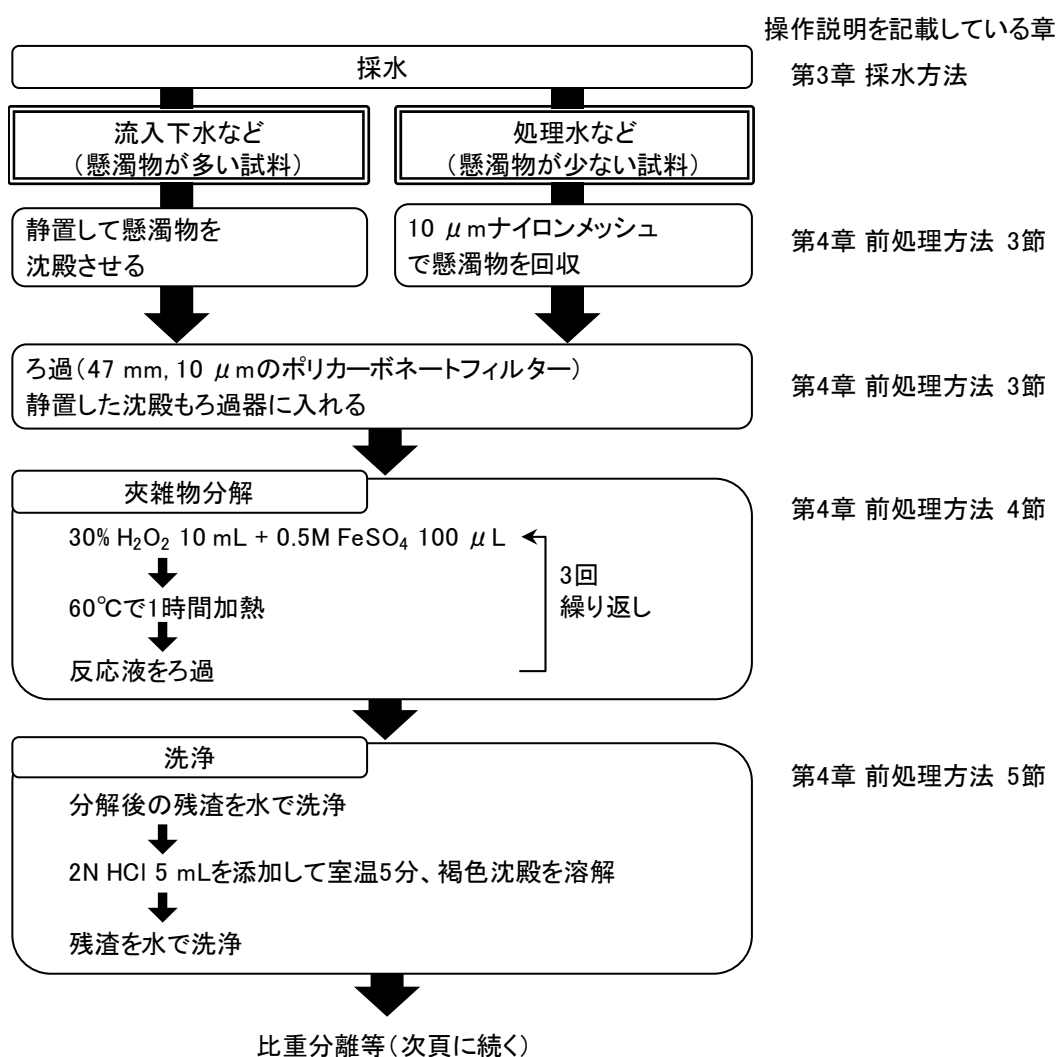 操作説明を記載している章
採水
第3章 採水方法
流入下水など
（懸濁物が多い試料）
処理水など
（懸濁物が少ない試料）
静置して懸濁物を
沈殿させる
10 μmナイロンメッシュ
で懸濁物を回収
第4章 前処理方法 3節
ろ過（47 mm, 10 μmのポリカーボネートフィルター）
静置した沈殿もろ過器に入れる
第4章 前処理方法 3節
夾雑物分解
第4章 前処理方法 4節
30% H₂O₂ 10 mL + 0.5M FeSO₄ 100 μL
60℃で1時間加熱
反応液をろ過
3回
繰り返し
洗浄
第4章 前処理方法 5節
分解後の残渣を水で洗浄
2N HCl 5 mLを添加して室温5分、褐色沈殿を溶解
残渣を水で洗浄
比重分離等（次頁に続く）